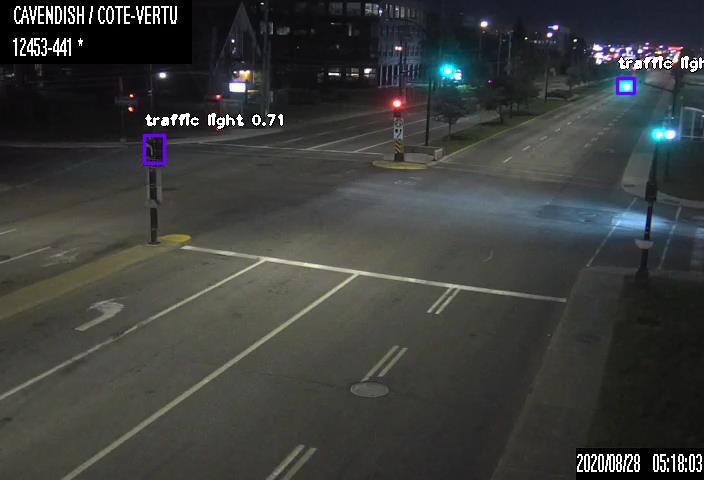 CAVENDISH / COTE-VERTU
12453-441 *
traffic ligh
traffic light 0.71
2020/08/28 05:18:03